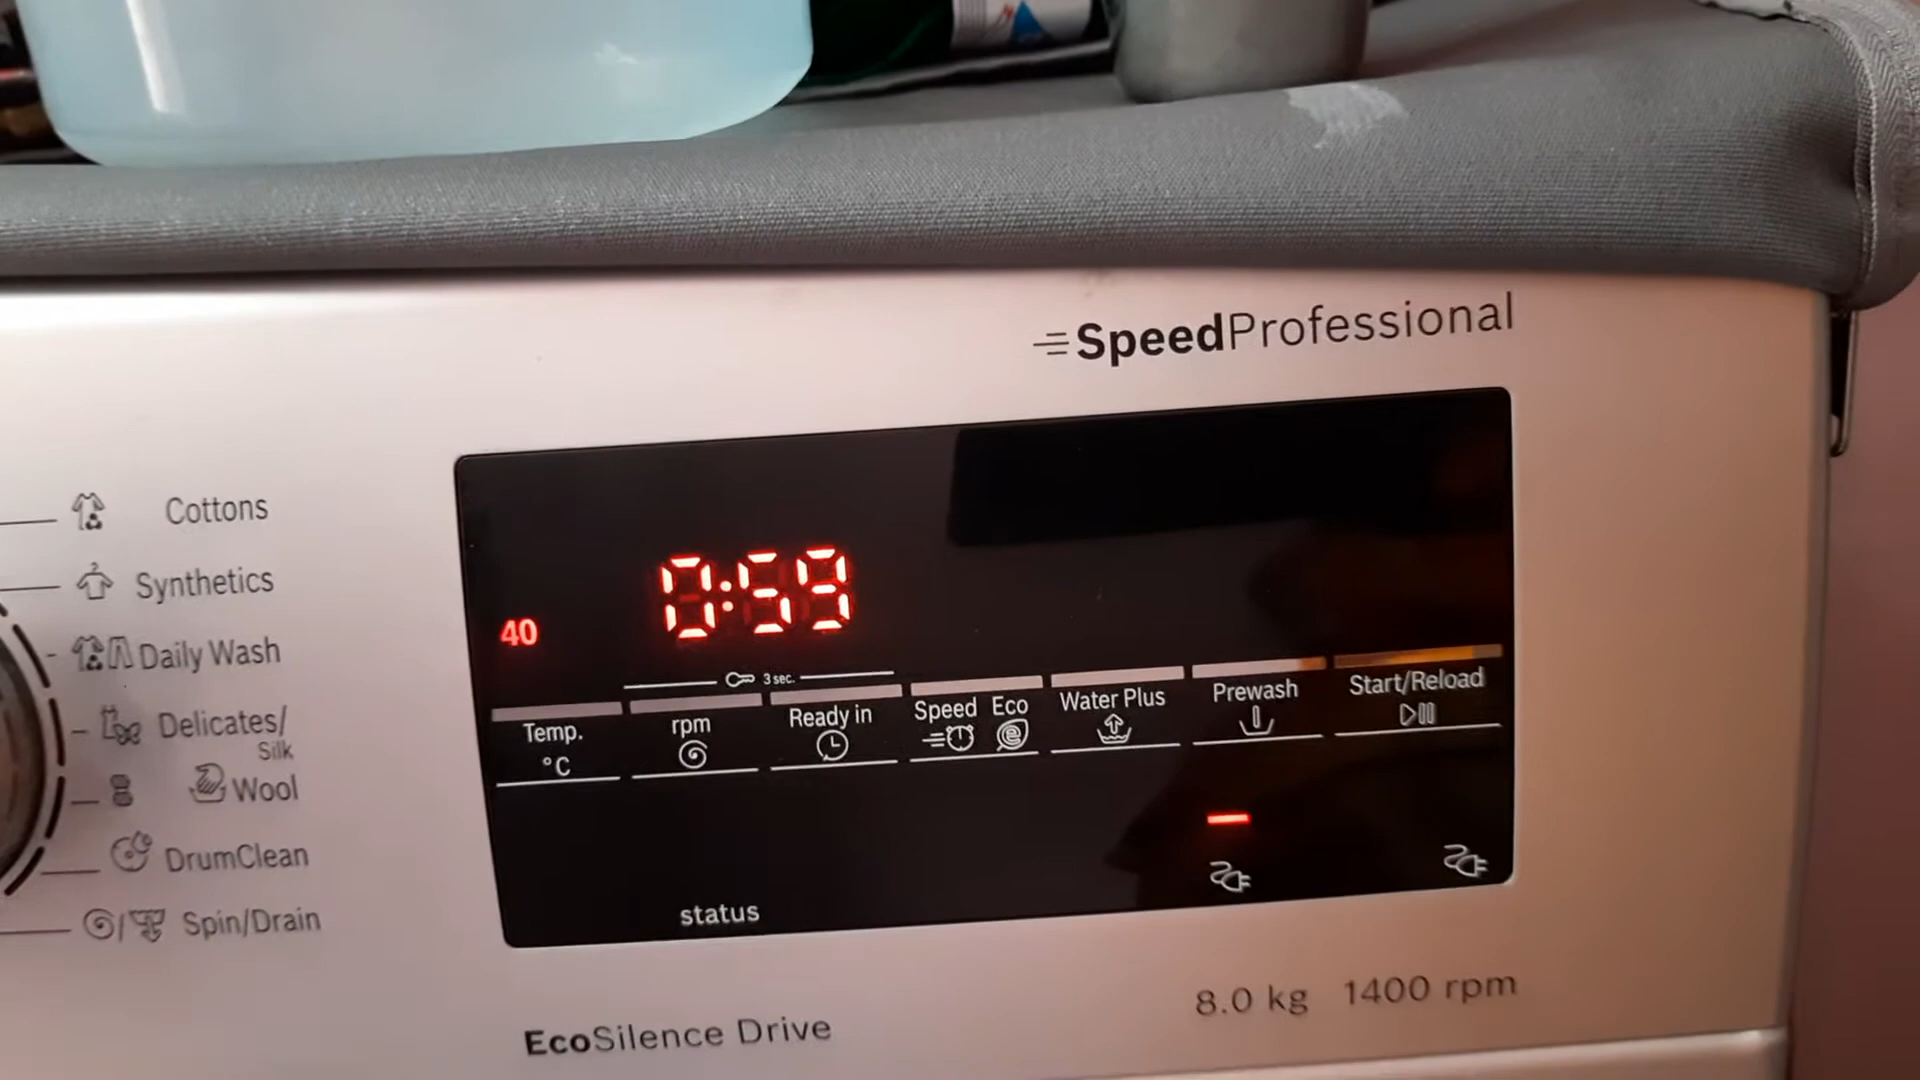 SpeedProfessional
Cottons
Synthetics
Daily Wash
Delicates/
Silk
Wool
DrumClean
Spin/Drain
0:59
40
3 sec.
Temp.
°C
rpm
Ready in
Speed Eco
Water Plus
Prewash
Start/Reload
status
8.0 kg 1400 rpm
EcoSilence Drive